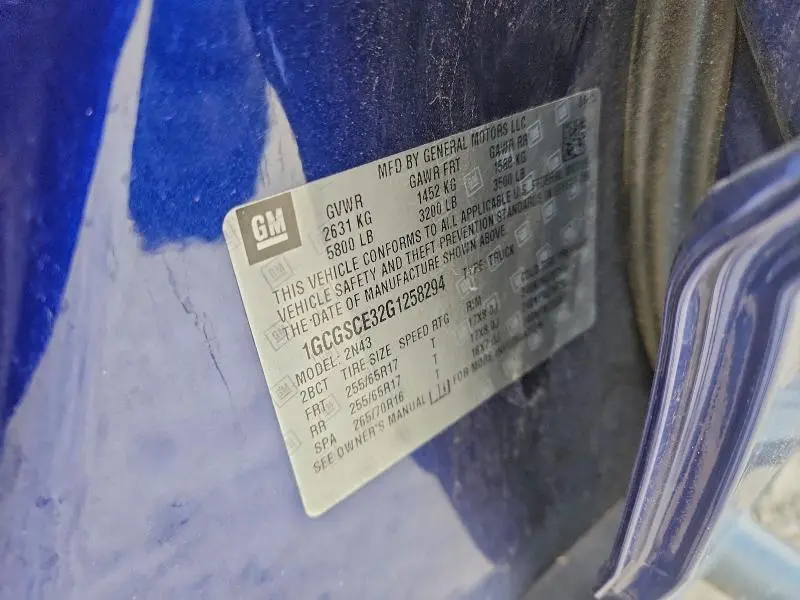 MFD BY GENERAL MOTORS LLC
GM GVWR GAWR FRT GAWR RR
2631 KG 1452 KG 1588 KG
5800 LB 3200 LB 3500 LB
THIS VEHICLE CONFORMS TO ALL APPLICABLE U.S. FEDERAL
VEHICLE SAFETY AND THEFT PREVENTION STANDARDS IN EFFECT ON
THE DATE OF MANUFACTURE SHOWN ABOVE.
1GCGSCE32G1258294 TYPE: TRUCK
MODEL: 2N43
2BCT TIRE SIZE SPEED RTG RIM
FRT 255/65R17 T 17X8.0J
RR 255/65R17 T 17X8.0J
SPA 265/70R16 T 16X7
SEE OWNER'S MANUAL FOR MORE INFORMATION